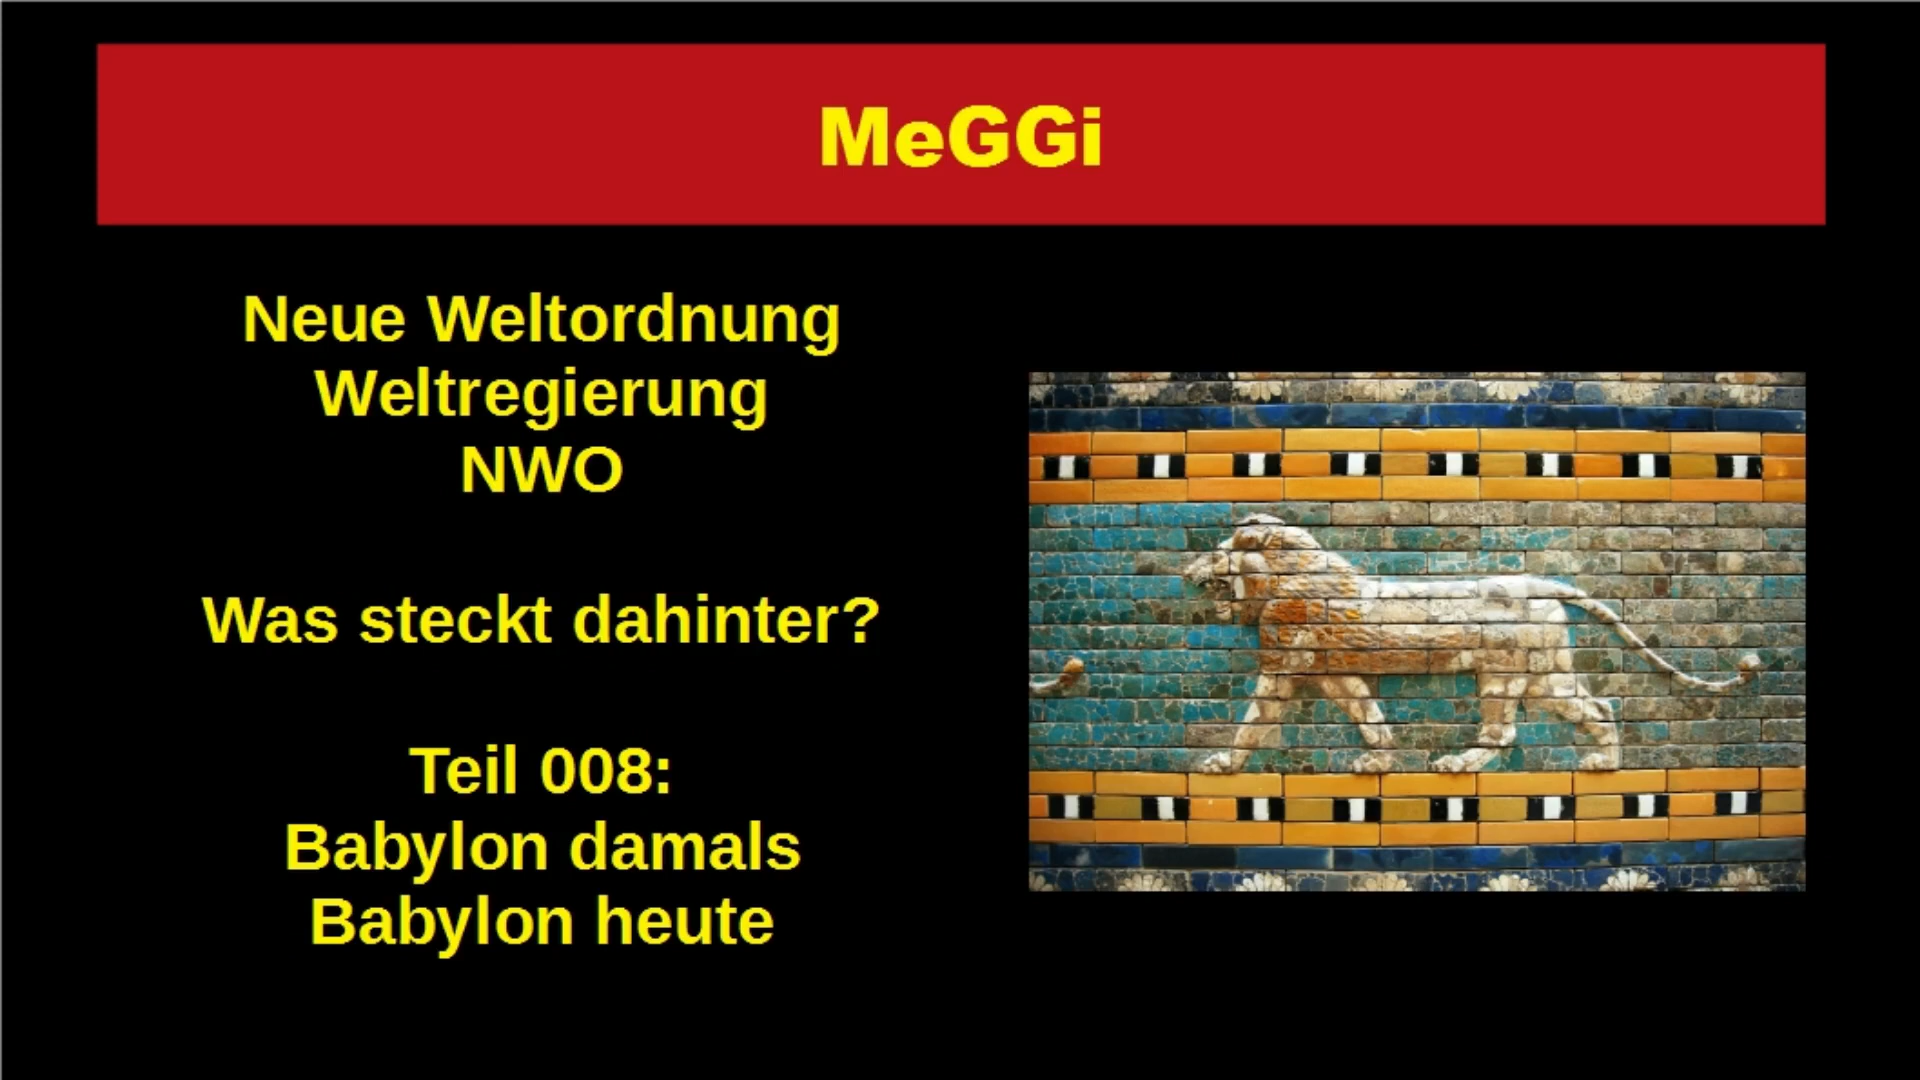 MeGGi
Neue Weltordnung
Weltregierung
NWO
Was steckt dahinter?
Teil 008:
Babylon damals
Babylon heute